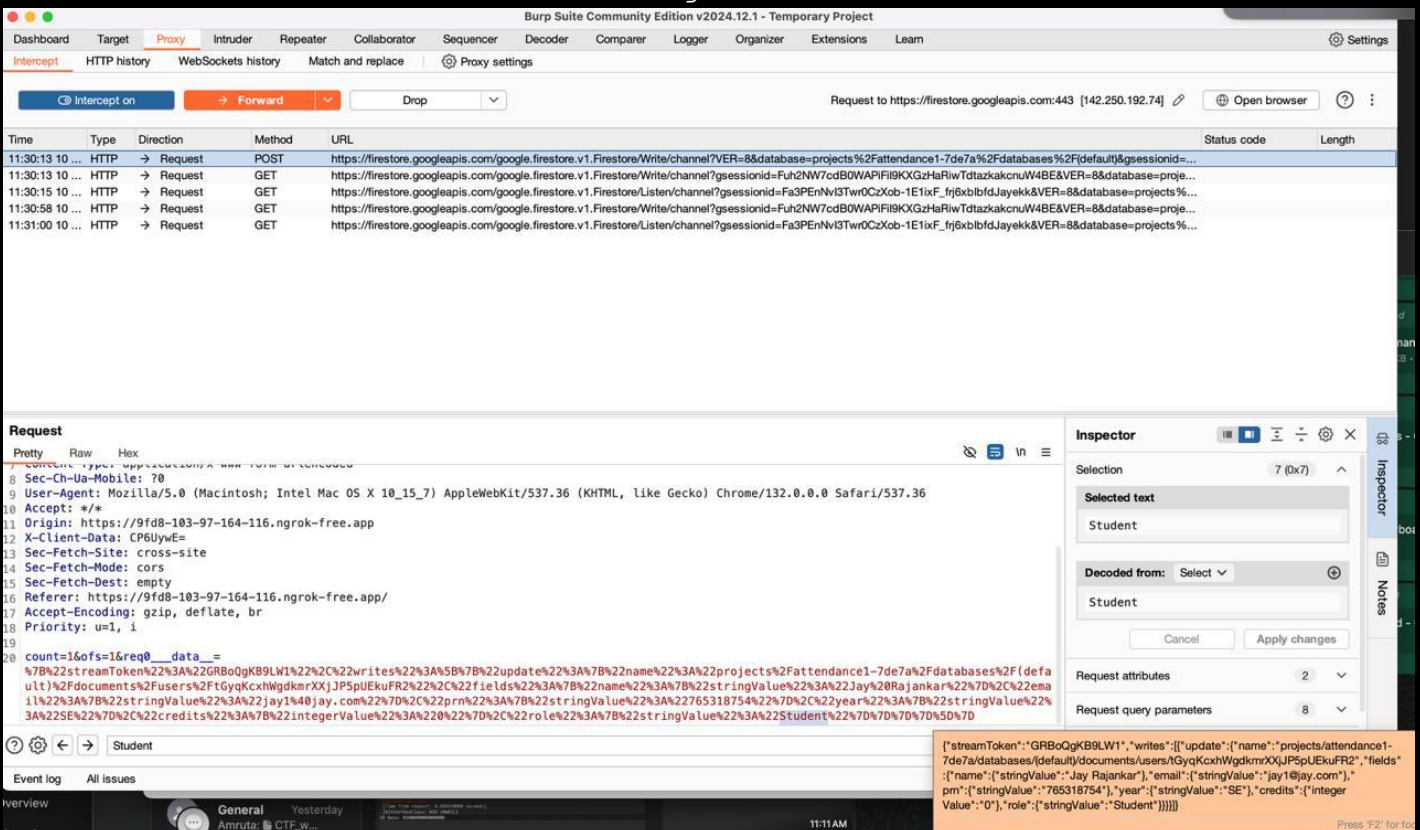 Burp Suite Community Edition v2024.12.1 - Temporary Project
Dashboard Target Proxy Intruder Repeater Collaborator Sequencer Decoder Comparer Logger Organizer Extensions Learn Settings
Intercept HTTP history WebSockets history Match and replace Proxy settings
Intercept on → Forward Drop Request to https://firestore.googleapis.com:443 [142.250.192.74] Open browser
Time Type Direction Method URL Status code Length
11:30:13 10 ... HTTP → Request POST https://firestore.googleapis.com/google.firestore.v1.Firestore/Write/channel?VER=8&database=projects%2Fattendance1-7de7a%2Fdatabases%2F(default)&gsessionid=...
11:30:13 10 ... HTTP → Request GET https://firestore.googleapis.com/google.firestore.v1.Firestore/Write/channel?gsessionid=Fuh2NW7cdB0WAPiFiI9KXGzHaRiwTdtazkakcnuW4BE&VER=8&database=proje...
11:30:15 10 ... HTTP → Request GET https://firestore.googleapis.com/google.firestore.v1.Firestore/Listen/channel?gsessionid=Fa3PEnNvI3Twr0CzXob-1E1ixF_frj6xbIbfdJayekk&VER=8&database=projects%...
11:30:58 10 ... HTTP → Request GET https://firestore.googleapis.com/google.firestore.v1.Firestore/Write/channel?gsessionid=Fuh2NW7cdB0WAPiFiI9KXGzHaRiwTdtazkakcnuW4BE&VER=8&database=proje...
11:31:00 10 ... HTTP → Request GET https://firestore.googleapis.com/google.firestore.v1.Firestore/Listen/channel?gsessionid=Fa3PEnNvI3Twr0CzXob-1E1ixF_frj6xbIbfdJayekk&VER=8&database=projects%...
Request
Pretty Raw Hex \n
8 Sec-Ch-Ua-Mobile: ?0
9 User-Agent: Mozilla/5.0 (Macintosh; Intel Mac OS X 10_15_7) AppleWebKit/537.36 (KHTML, like Gecko) Chrome/132.0.0.0 Safari/537.36
10 Accept: */*
11 Origin: https://9fd8-103-97-164-116.ngrok-free.app
12 X-Client-Data: CP6UywE=
13 Sec-Fetch-Site: cross-site
14 Sec-Fetch-Mode: cors
15 Sec-Fetch-Dest: empty
16 Referer: https://9fd8-103-97-164-116.ngrok-free.app/
17 Accept-Encoding: gzip, deflate, br
18 Priority: u=1, i
19
20 count=1&ofs=1&req0___data__=
%7B%22streamToken%22%3A%22GRBoQgKB9LW1%22%2C%22writes%22%3A%5B%7B%22update%22%3A%7B%22name%22%3A%22projects%2Fattendance1-7de7a%2Fdatabases%2F(defa
ult)%2Fdocuments%2Fusers%2FtGyqKcxhWgdkmrXXjJP5pUEkuFR2%22%2C%22fields%22%3A%7B%22name%22%3A%7B%22stringValue%22%3A%22Jay%20Rajankar%22%7D%2C%22ema
il%22%3A%7B%22stringValue%22%3A%22jay1%40jay.com%22%7D%2C%22prn%22%3A%7B%22stringValue%22%3A%22765318754%22%7D%2C%22year%22%3A%7B%22stringValue%22%
3A%22SE%22%7D%2C%22credits%22%3A%7B%22integerValue%22%3A%220%22%7D%2C%22role%22%3A%7B%22stringValue%22%3A%22Student%22%7D%7D%7D%7D%5D%7D
Inspector
Selection 7 (0x7)
Selected text
Student
Decoded from: Select
Student
Cancel Apply changes
Request attributes 2
Request query parameters 8
Inspector
Notes
Student
Event log All issues
{"streamToken":"GRBoQgKB9LW1","writes":[{"update":{"name":"projects/attendance1-
7de7a/databases/(default)/documents/users/tGyqKcxhWgdkmrXXjJP5pUEkuFR2","fields"
:{"name":{"stringValue":"Jay Rajankar"},"email":{"stringValue":"jay1@jay.com"},"
prn":{"stringValue":"765318754"},"year":{"stringValue":"SE"},"credits":{"integer
Value":"0"},"role":{"stringValue":"Student"}}}}]}
Press 'F2' for foc
General Yesterday
Amruta: CTF_w...
11:11 AM